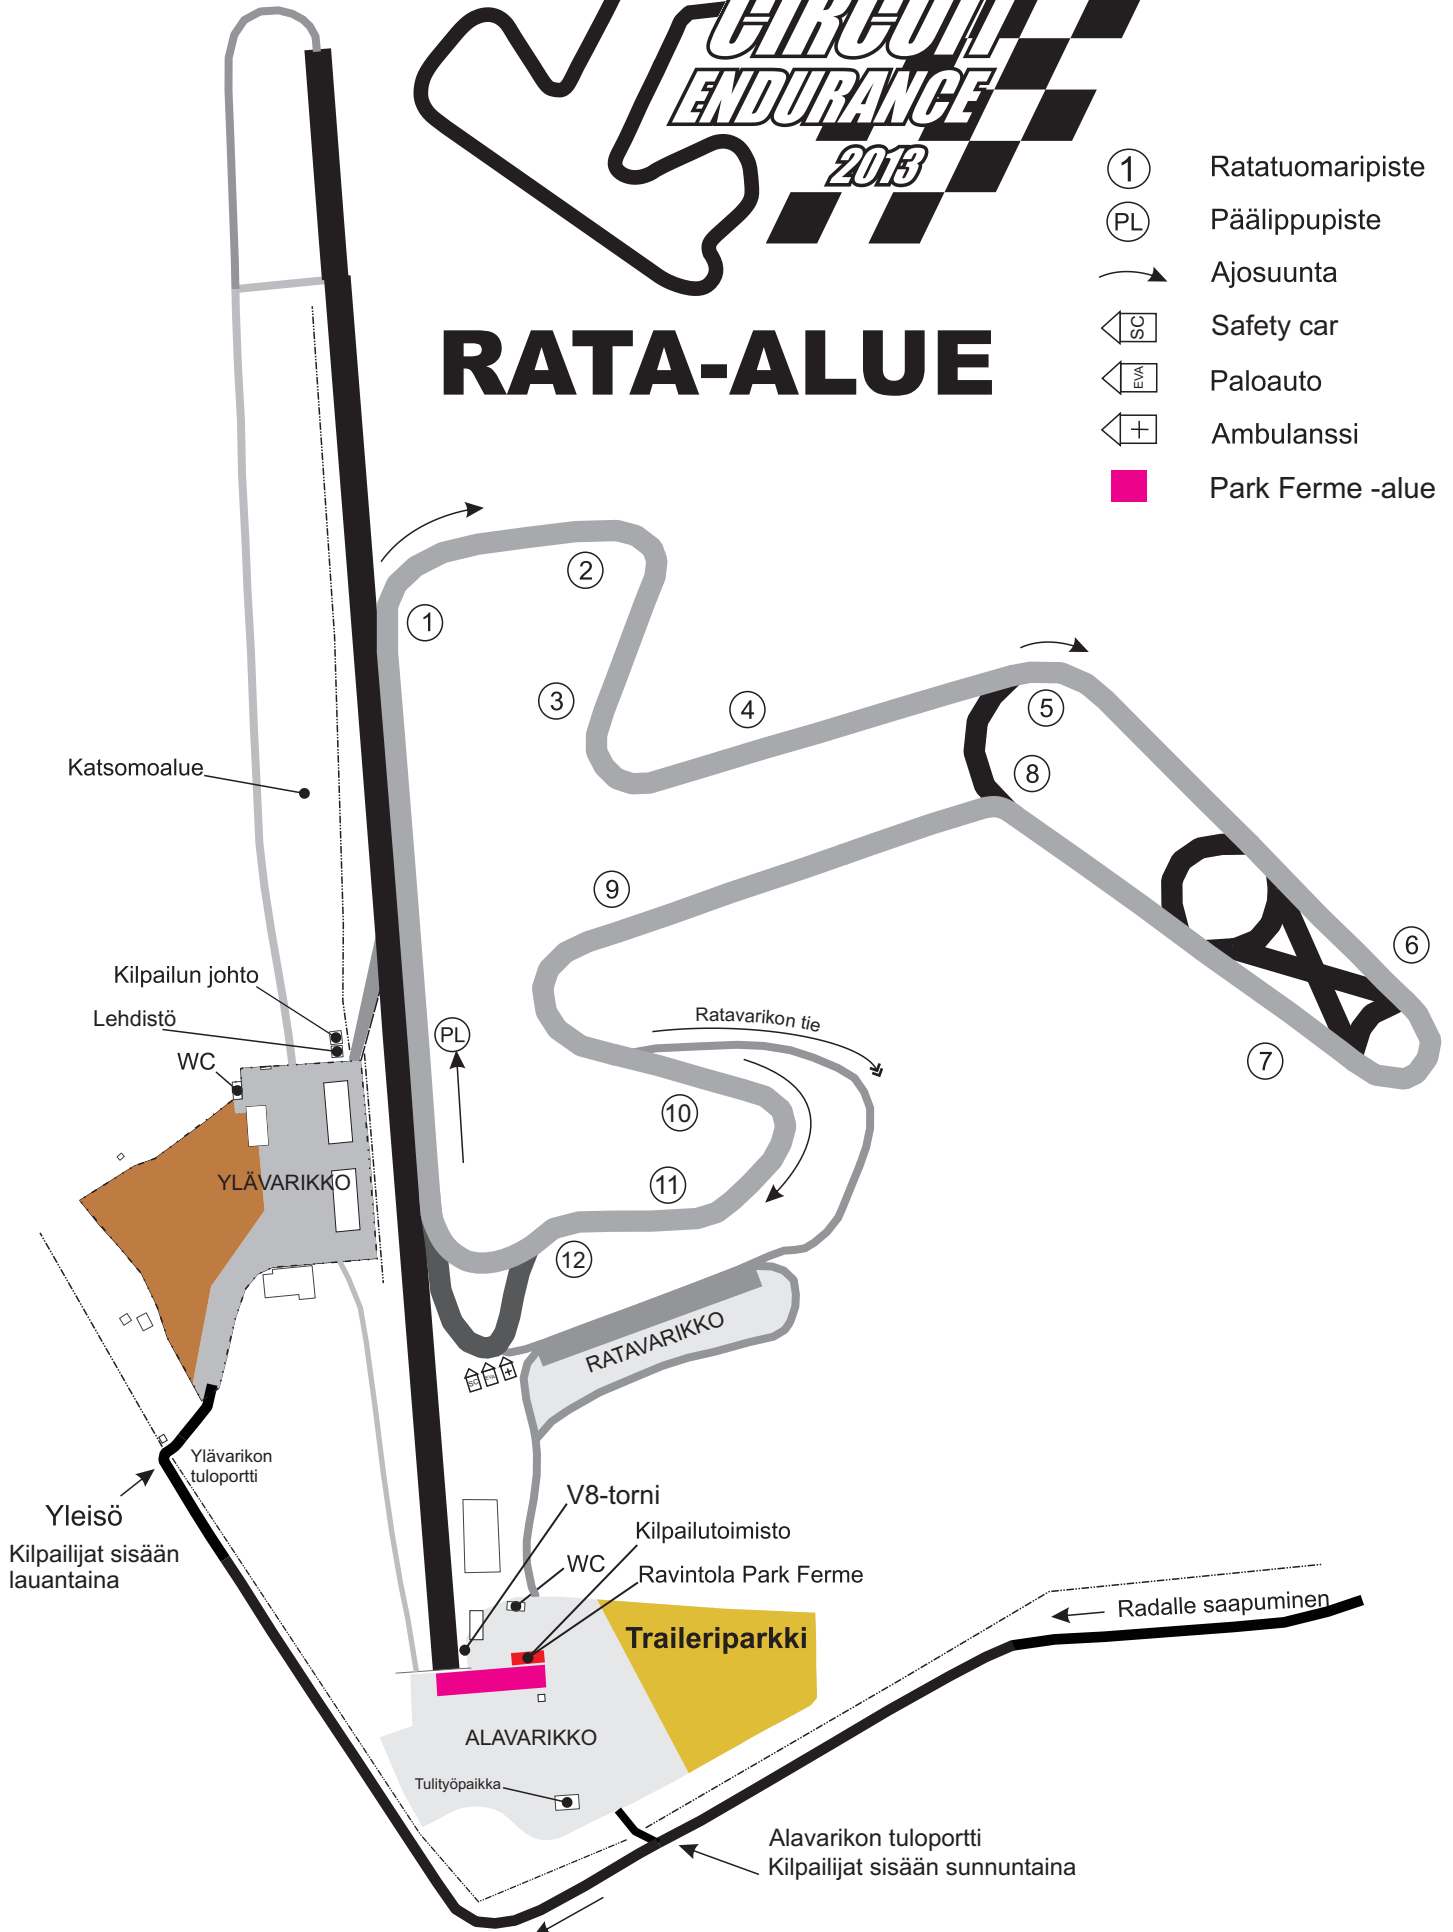 CIRCUIT
ENDURANCE
2013
1 Ratatuomaripiste
PL Päälippupiste
Ajosuunta
SC Safety car
EVA Paloauto
Ambulanssi
Park Ferme -alue
RATA-ALUE
1
2
3
4
5
8
9
6
7
Katsomoalue
Kilpailun johto
Lehdistö
WC
PL
Ratavarikon tie
10
11
12
YLÄVARIKKO
RATAVARIKKO
SC
EVA
Ylävarikon
tuloportti
Yleisö
Kilpailijat sisään
lauantaina
V8-torni
Kilpailutoimisto
WC
Ravintola Park Ferme
Traileriparkki
Radalle saapuminen
ALAVARIKKO
Tulityöpaikka
Alavarikon tuloportti
Kilpailijat sisään sunnuntaina